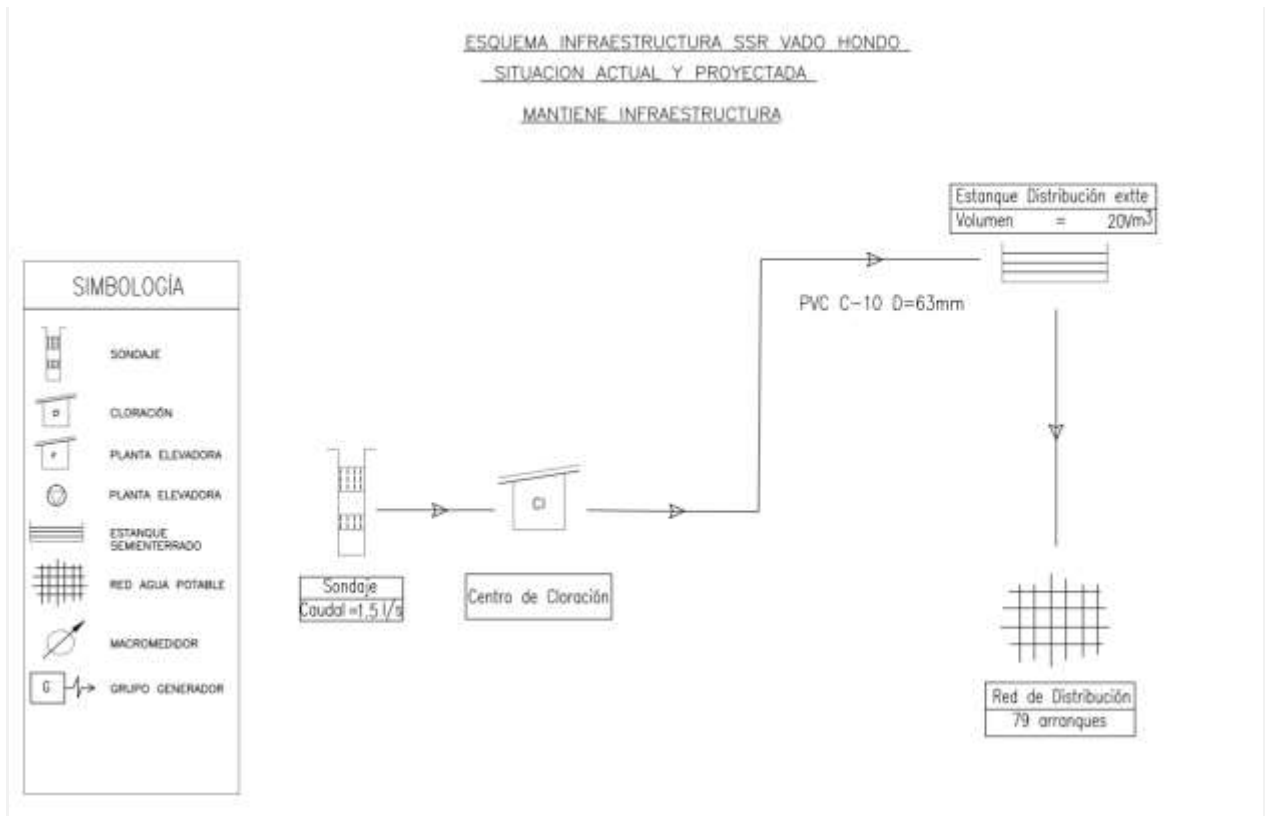 ESQUEMA INFRAESTRUCTURA SSR VADO HONDO
SITUACION ACTUAL Y PROYECTADA
MANTIENE INFRAESTRUCTURA
Estanque Distribución extte
Volumen = 20Vm3
PVC C-10 D=63mm
SIMBOLOGÍA
SONDAJE
CLORACIÓN
PLANTA ELEVADORA
PLANTA ELEVADORA
ESTANQUE
SEMIENTERRADO
RED AGUA POTABLE
MACROMEDIDOR
G
GRUPO GENERADOR
Cl
Sondaje
Caudal =1,5 l/s
Centro de Cloración
Red de Distribución
79 arranques